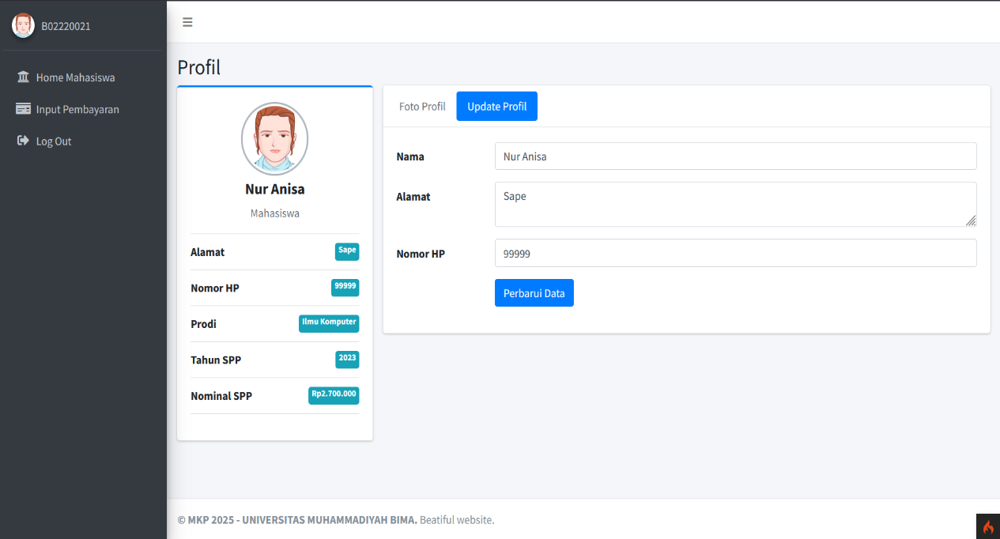 B02220021
Home Mahasiswa
Input Pembayaran
Log Out
Profil
Nur Anisa
Mahasiswa
Alamat Sape
Nomor HP 99999
Prodi Ilmu Komputer
Tahun SPP 2023
Nominal SPP Rp2.700.000
Foto Profil Update Profil
Nama Nur Anisa
Alamat Sape
Nomor HP 99999
Perbarui Data
© MKP 2025 - UNIVERSITAS MUHAMMADIYAH BIMA. Beatiful website.